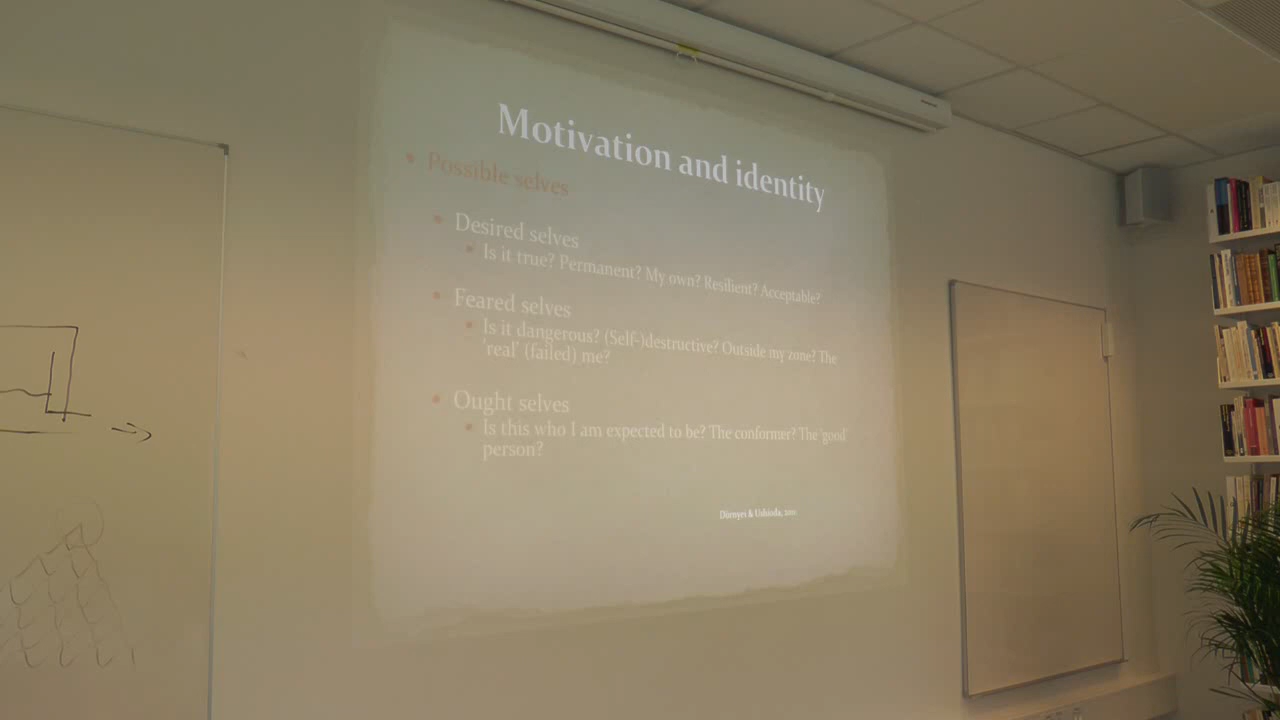 Motivation and identity
Possible selves
Desired selves
Is it true? Permanent? My own? Resilient? Acceptable?
Feared selves
Is it dangerous? (Self-)destructive? Outside my zone? The
'real' (failed) me?
Ought selves
Is this who I am expected to be? The conformer? The 'good'
person?
Dörnyei & Ushioda,